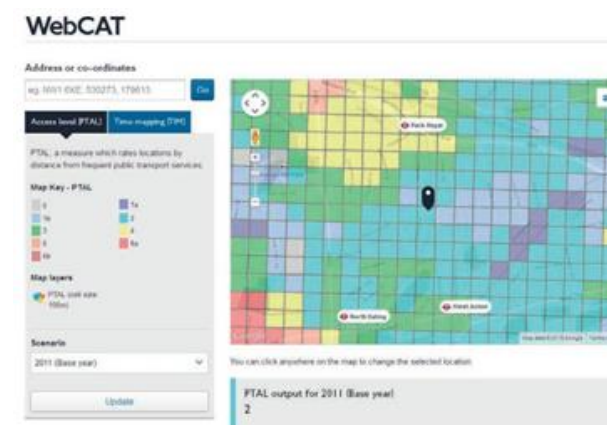 WebCAT
Address or co-ordinates
eg. NW1 6XE, 530273, 179613
Go
Access level (PTAL)
Time mapping (TIM)
PTAL, a measure which rates locations by
distance from frequent public transport services.
Map Key - PTAL
0
1a
1b
2
3
4
5
6a
6b
Map layers
PTAL (cell size
100m)
Scenario
2011 (Base year)
Update
Park Royal
North Ealing
West Acton
You can click anywhere on the map to change the selected location.
PTAL output for 2011 (Base year)
2